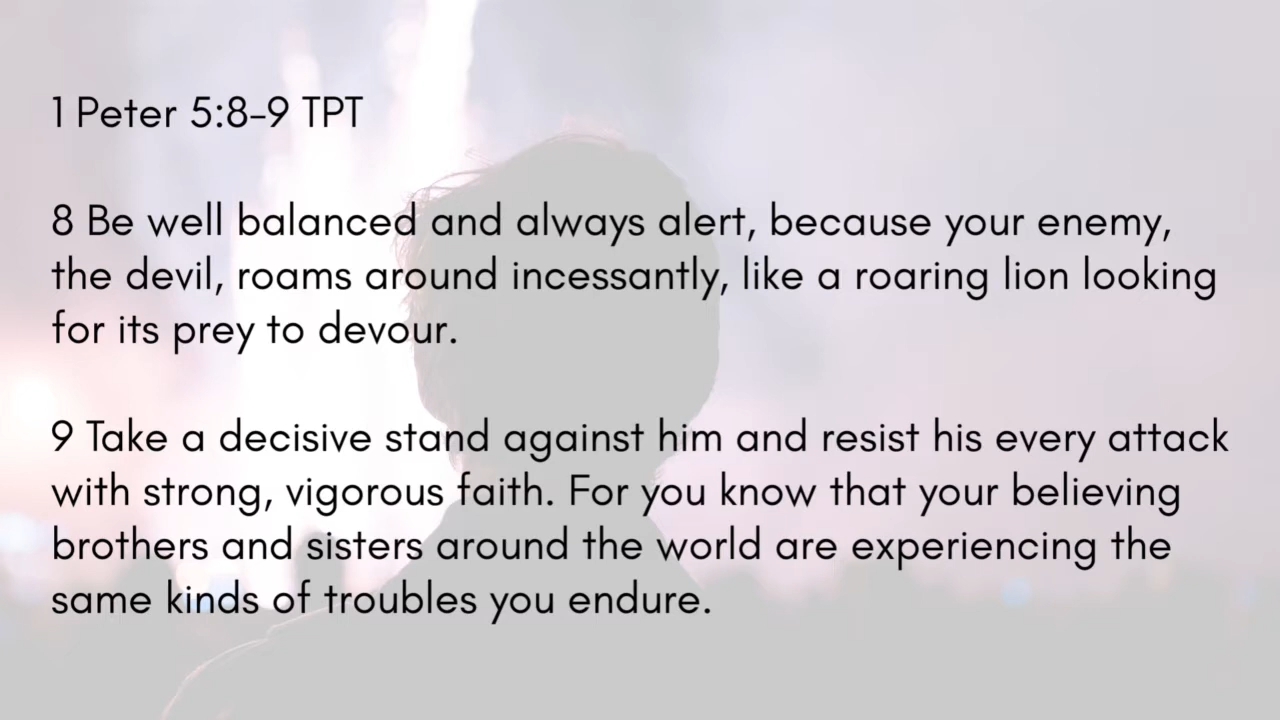 1 Peter 5:8-9 TPT
8 Be well balanced and always alert, because your enemy,
the devil, roams around incessantly, like a roaring lion looking
for its prey to devour.
9 Take a decisive stand against him and resist his every attack
with strong, vigorous faith. For you know that your believing
brothers and sisters around the world are experiencing the
same kinds of troubles you endure.